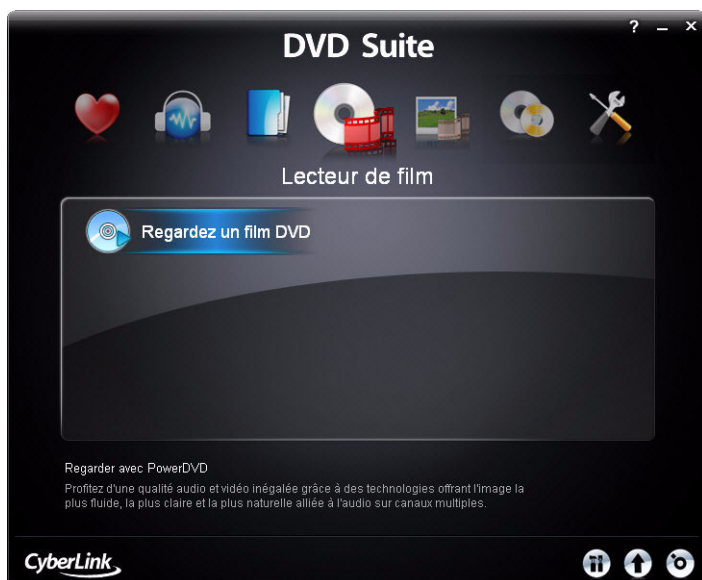 DVD Suite
Lecteur de film
Regardez un film DVD
Regarder avec PowerDVD
Profitez d'une qualité audio et vidéo inégalée grâce à des technologies offrant l'image la
plus fluide, la plus claire et la plus naturelle alliée à l'audio sur canaux multiples.
CyberLink